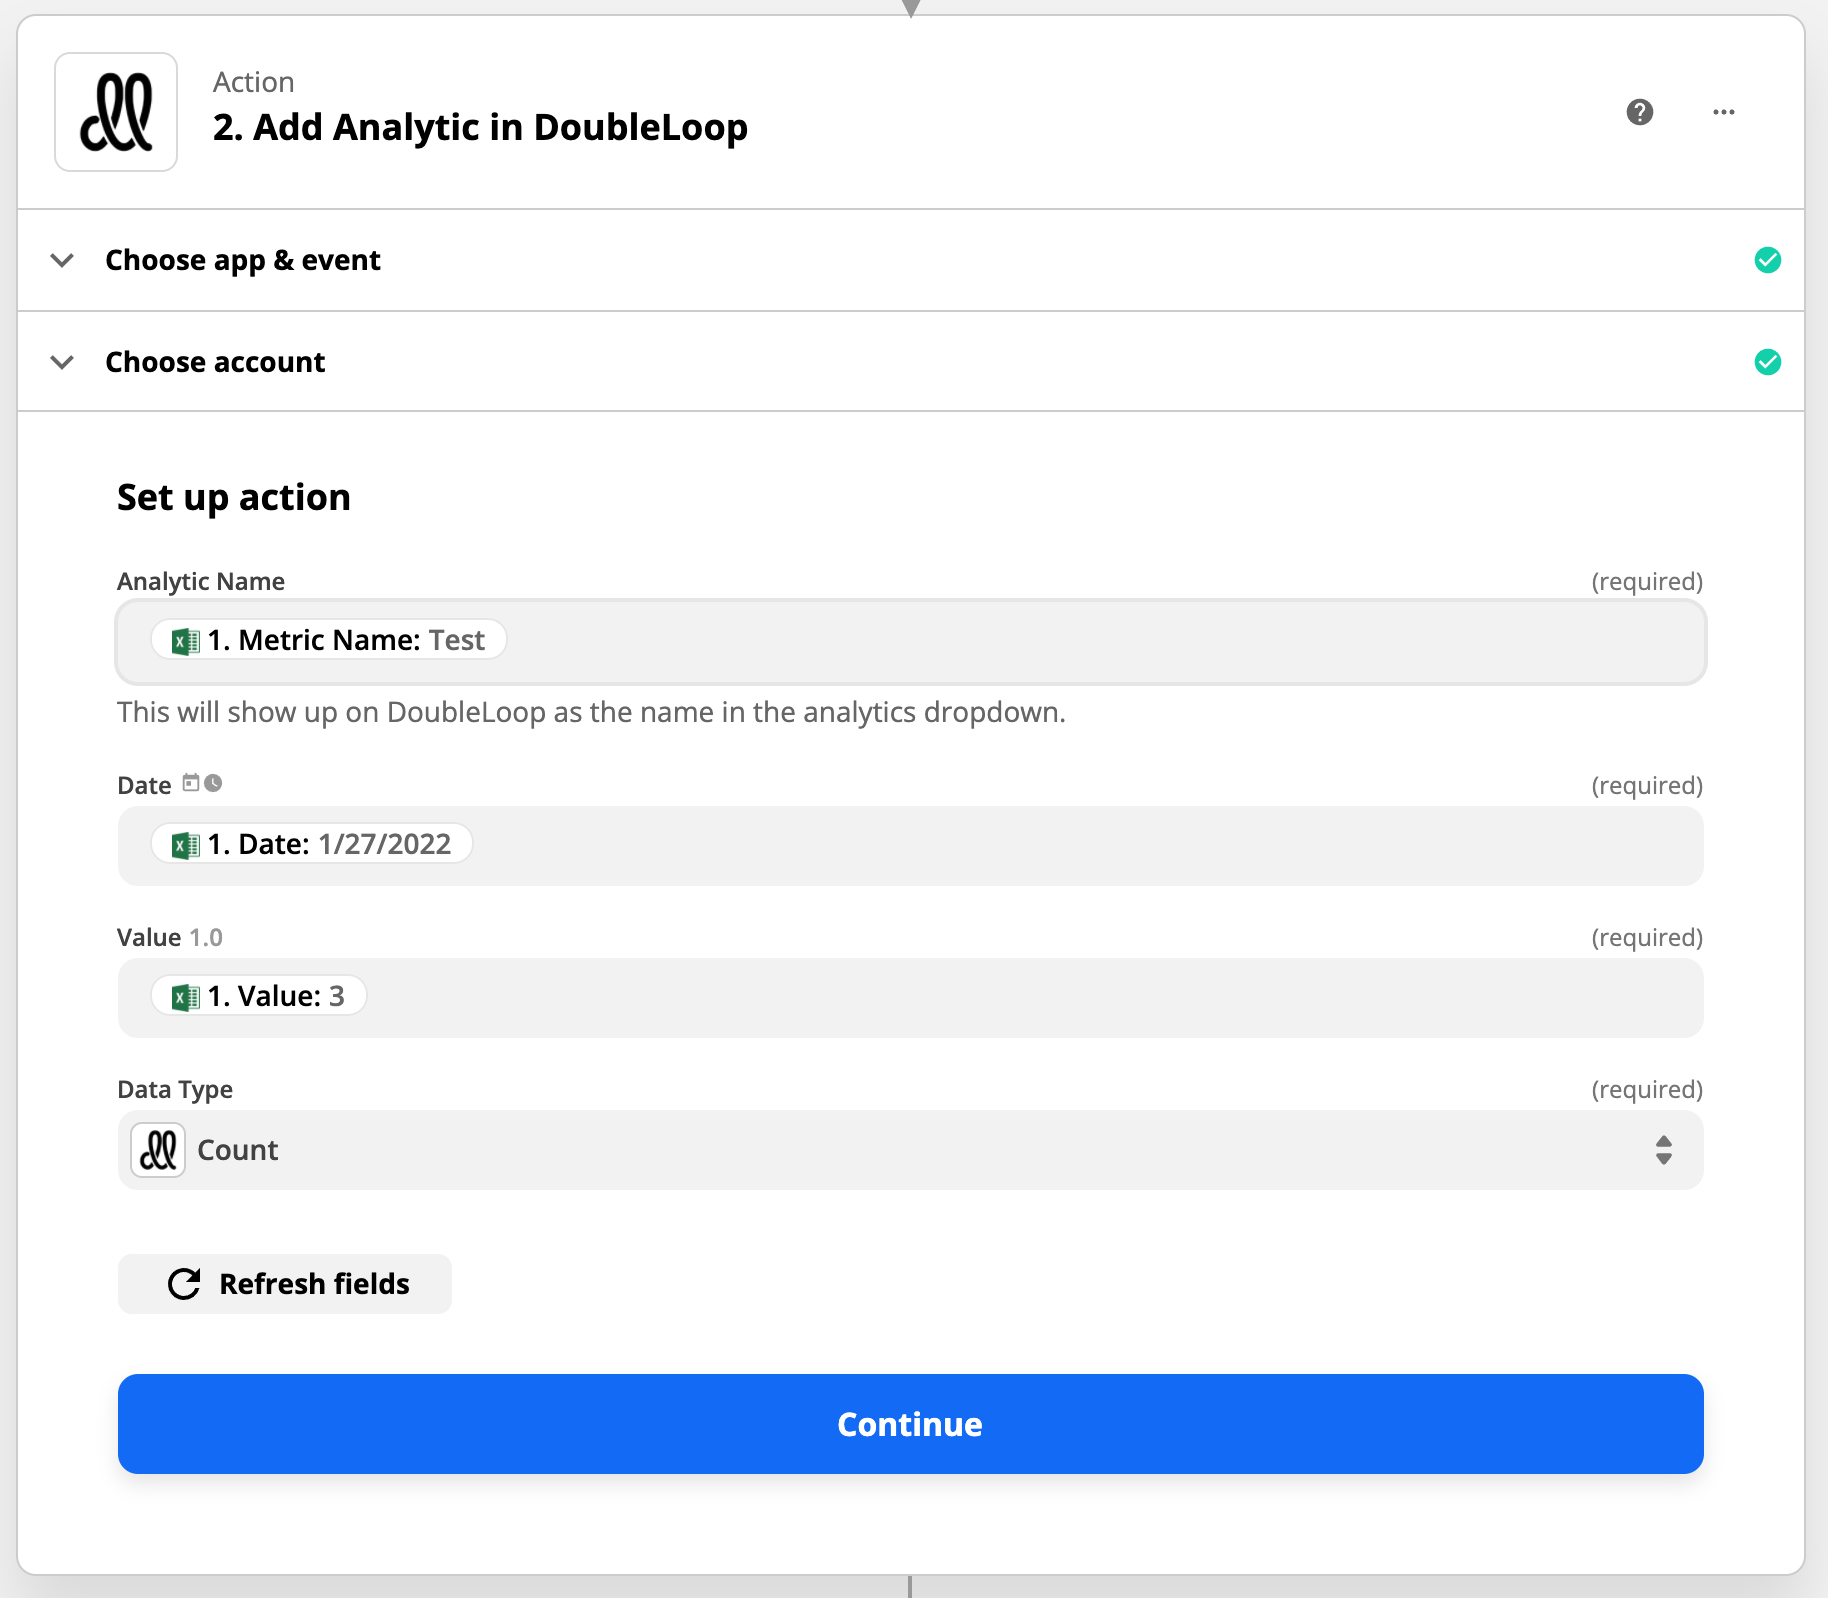 Action
2. Add Analytic in DoubleLoop
Choose app & event
Choose account
Set up action
Analytic Name (required)
1. Metric Name: Test
This will show up on DoubleLoop as the name in the analytics dropdown.
Date (required)
1. Date: 1/27/2022
Value 1.0 (required)
1. Value: 3
Data Type (required)
Count
Refresh fields
Continue